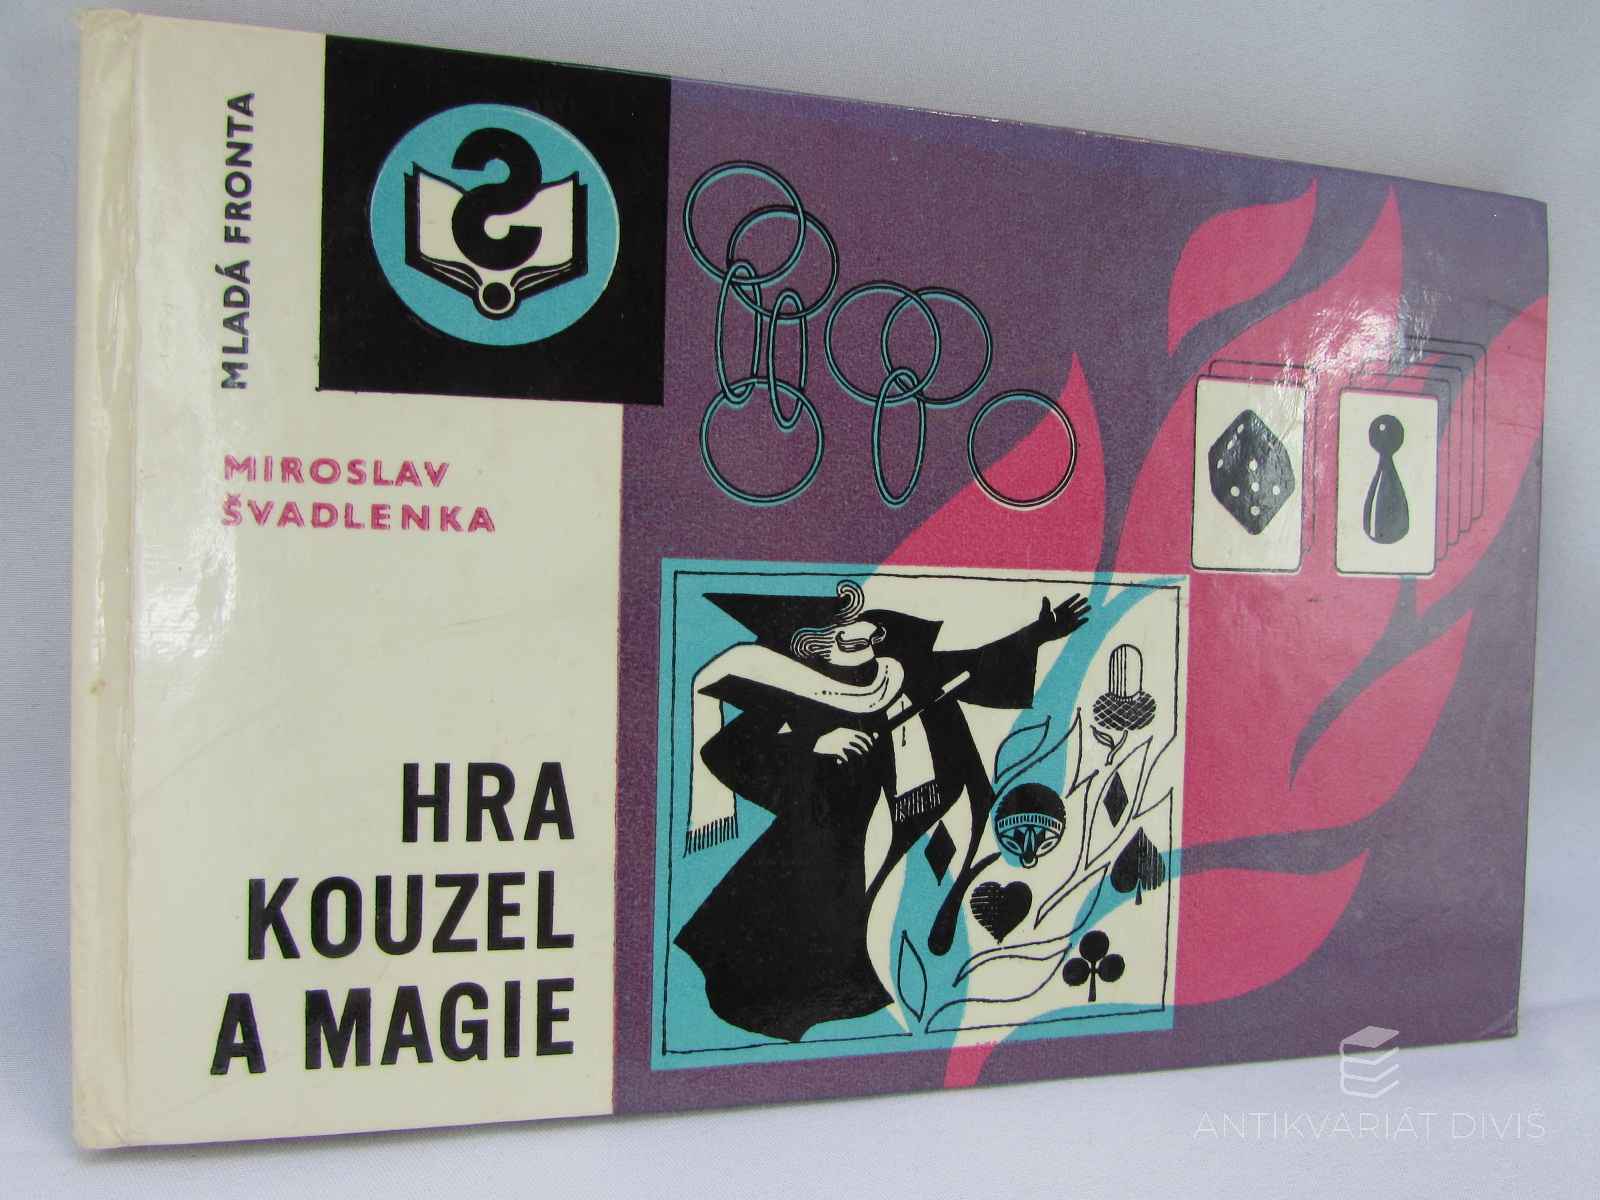 MLADÁ FRONTA
MIROSLAV
ŠVADLENKA
HRA
KOUZEL
A MAGIE
ANTIKVARIÁT DIVIŠ